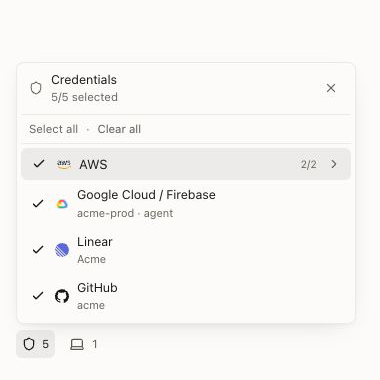 Credentials
5/5 selected
Select all · Clear all
aws AWS 2/2
Google Cloud / Firebase
acme-prod · agent
Linear
Acme
GitHub
acme
5 1